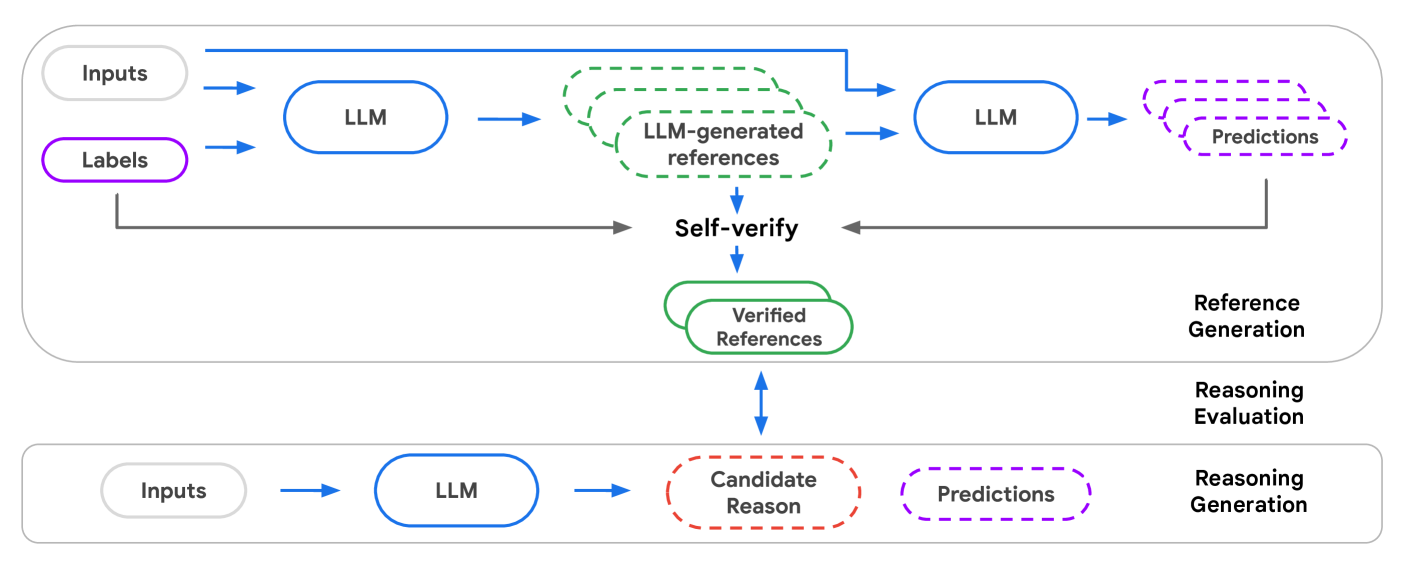 Inputs
Labels
LLM
LLM-generated
references
LLM
Predictions
Self-verify
Verified
References
Reference
Generation
Reasoning
Evaluation
Inputs
LLM
Candidate
Reason
Predictions
Reasoning
Generation